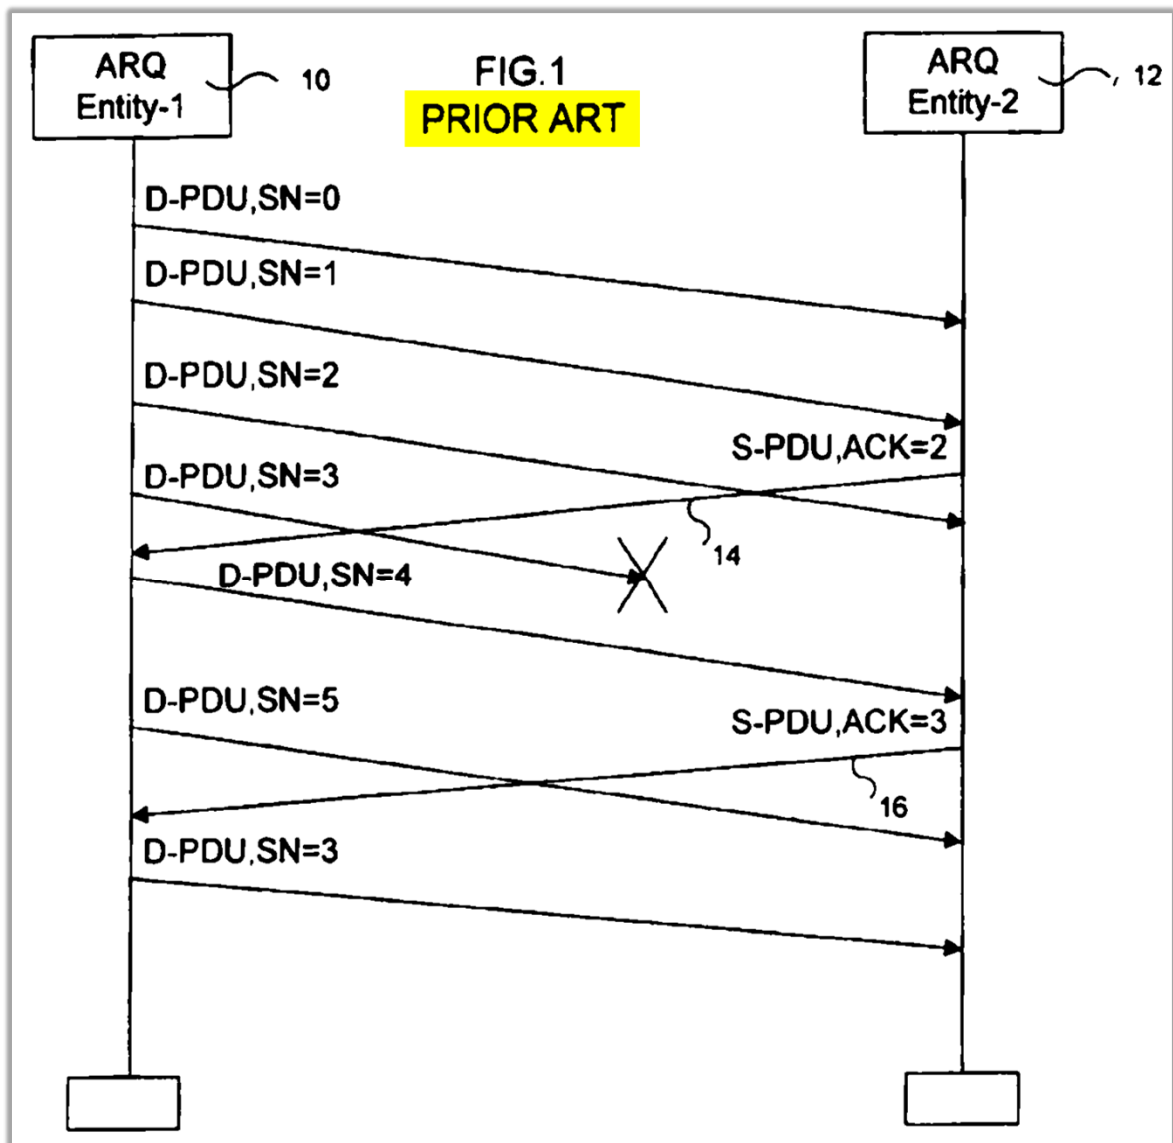 ARQ
Entity-1
10
FIG.1
PRIOR ART
ARQ
Entity-2
12
D-PDU,SN=0
D-PDU,SN=1
D-PDU,SN=2
S-PDU,ACK=2
D-PDU,SN=3
14
D-PDU,SN=4
D-PDU,SN=5
S-PDU,ACK=3
16
D-PDU,SN=3